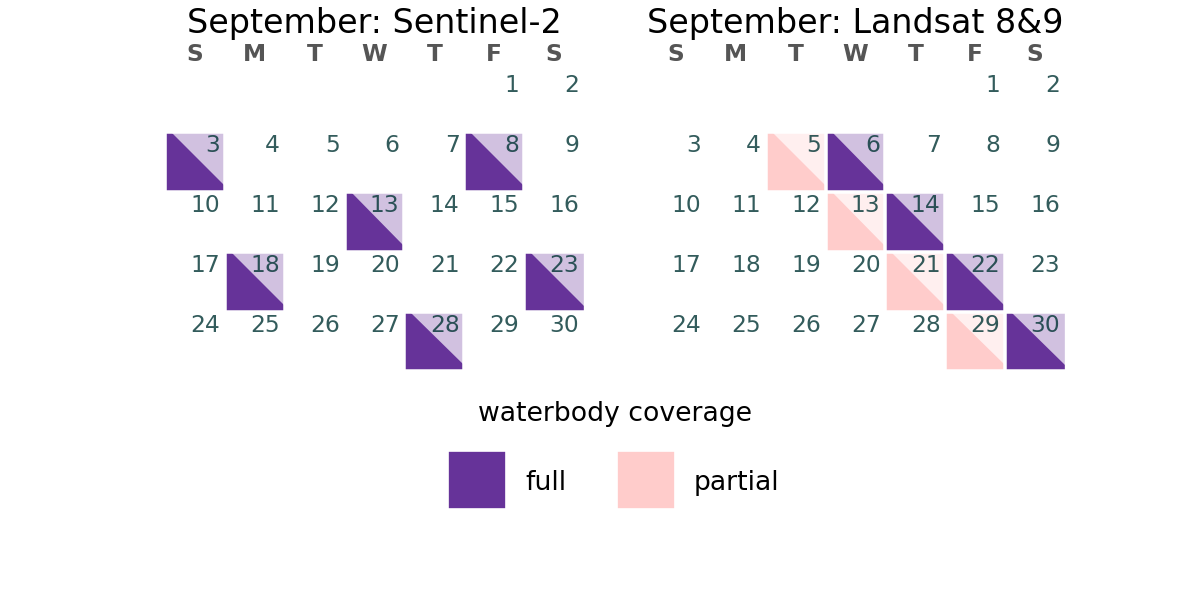 September: Sentinel-2
S M T W T F S
1 2
3 4 5 6 7 8 9
10 11 12 13 14 15 16
17 18 19 20 21 22 23
24 25 26 27 28 29 30
September: Landsat 8&9
S M T W T F S
1 2
3 4 5 6 7 8 9
10 11 12 13 14 15 16
17 18 19 20 21 22 23
24 25 26 27 28 29 30
waterbody coverage
full
partial